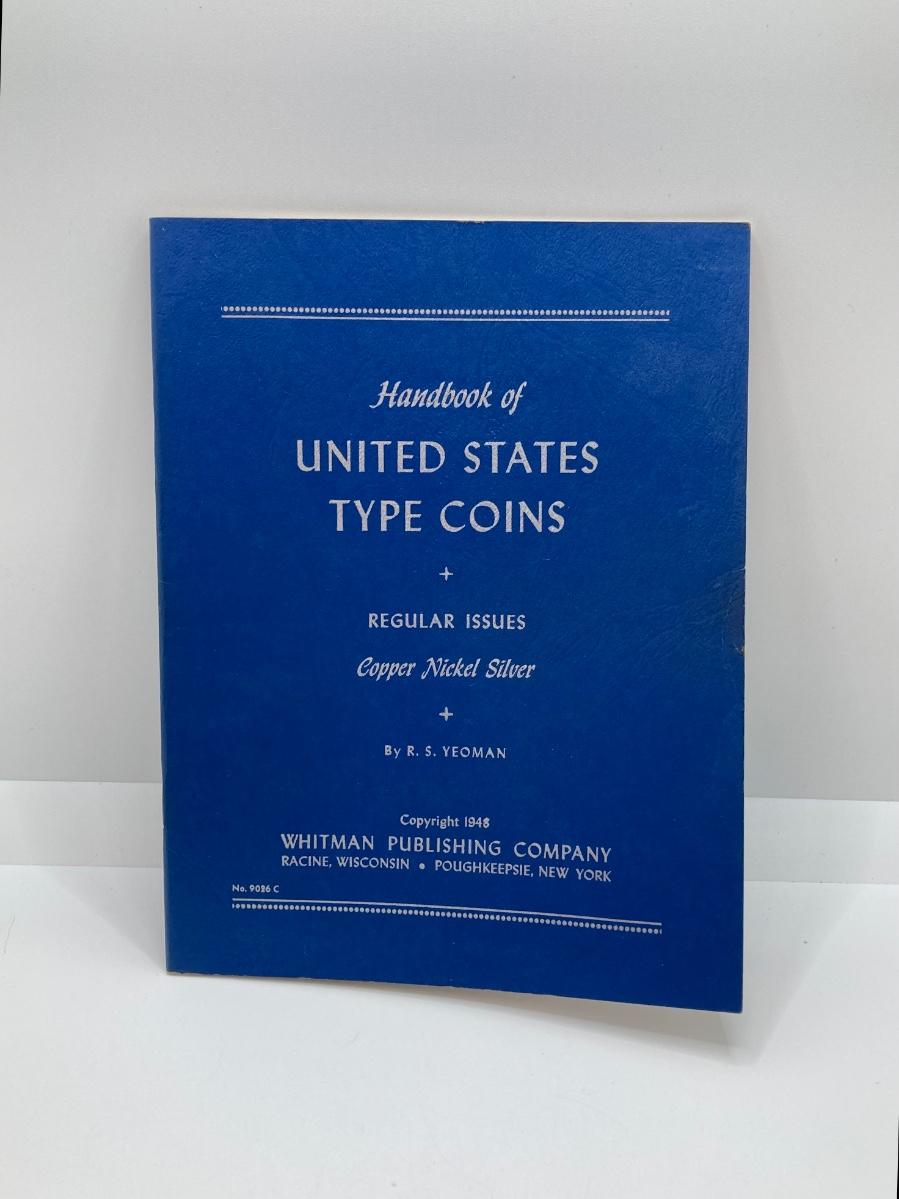 Handbook of
UNITED STATES
TYPE COINS
REGULAR ISSUES
Copper Nickel Silver
By R. S. YEOMAN
Copyright 1948
WHITMAN PUBLISHING COMPANY
RACINE, WISCONSIN • POUGHKEEPSIE, NEW YORK
No. 9026 C